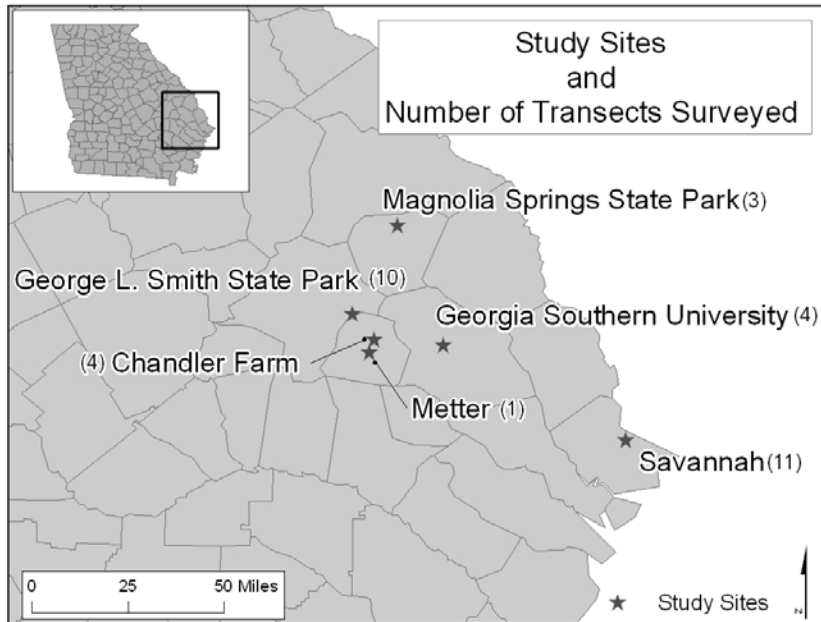 Study Sites
and
Number of Transects Surveyed
Magnolia Springs State Park (3)
George L. Smith State Park (10)
Georgia Southern University (4)
(4) Chandler Farm
Metter (1)
Savannah (11)
0 25 50 Miles
Study Sites
N